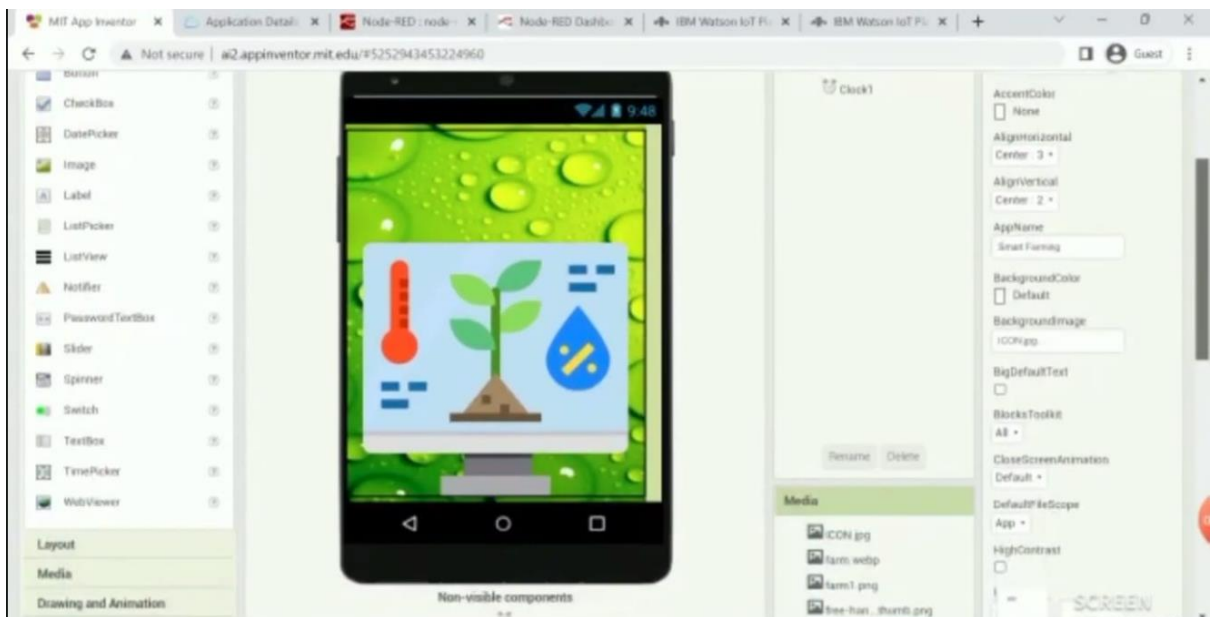 MIT App Inventor
Application Details
Node-RED : node-
Node-RED Dashbo
IBM Watson IoT Pl
IBM Watson IoT Pl
Not secure | ai2.appinventor.mit.edu/#5252943453224960
Guest
Button
CheckBox
DatePicker
Image
Label
ListPicker
ListView
Notifier
PasswordTextBox
Slider
Spinner
Switch
TextBox
TimePicker
WebViewer
Layout
Media
Drawing and Animation
9:48
Non-visible components
Clock1
Rename Delete
Media
ICON.jpg
farm.webp
farm1.png
free-han...thumb.png
AccentColor
None
AlignHorizontal
Center : 3
AlignVertical
Center : 2
AppName
Smart Farming
BackgroundColor
Default
BackgroundImage
ICON.jpg...
BigDefaultText
BlocksToolkit
All
CloseScreenAnimation
Default
DefaultFileScope
App
HighContrast
SCREEN